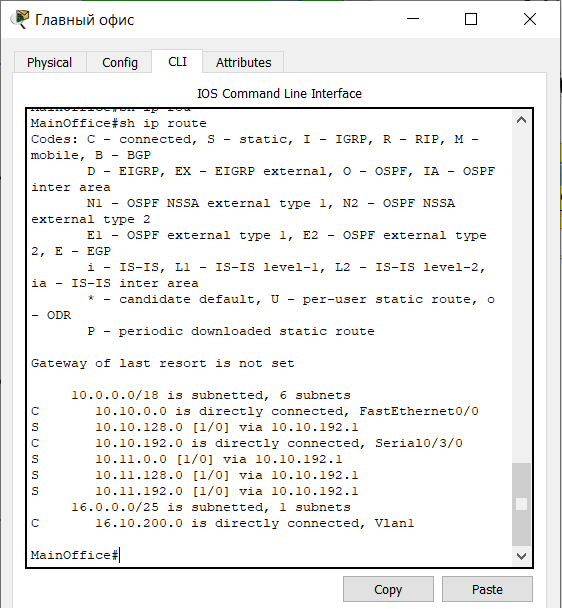 Главный офис
Physical Config CLI Attributes
IOS Command Line Interface
MainOffice#sh ip rou
MainOffice#sh ip route
Codes: C - connected, S - static, I - IGRP, R - RIP, M -
mobile, B - BGP
D - EIGRP, EX - EIGRP external, O - OSPF, IA - OSPF
inter area
N1 - OSPF NSSA external type 1, N2 - OSPF NSSA
external type 2
E1 - OSPF external type 1, E2 - OSPF external type
2, E - EGP
i - IS-IS, L1 - IS-IS level-1, L2 - IS-IS level-2,
ia - IS-IS inter area
* - candidate default, U - per-user static route, o
- ODR
P - periodic downloaded static route
Gateway of last resort is not set
10.0.0.0/18 is subnetted, 6 subnets
C 10.10.0.0 is directly connected, FastEthernet0/0
S 10.10.128.0 [1/0] via 10.10.192.1
C 10.10.192.0 is directly connected, Serial0/3/0
S 10.11.0.0 [1/0] via 10.10.192.1
S 10.11.128.0 [1/0] via 10.10.192.1
S 10.11.192.0 [1/0] via 10.10.192.1
16.0.0.0/25 is subnetted, 1 subnets
C 16.10.200.0 is directly connected, Vlan1
MainOffice#
Copy Paste